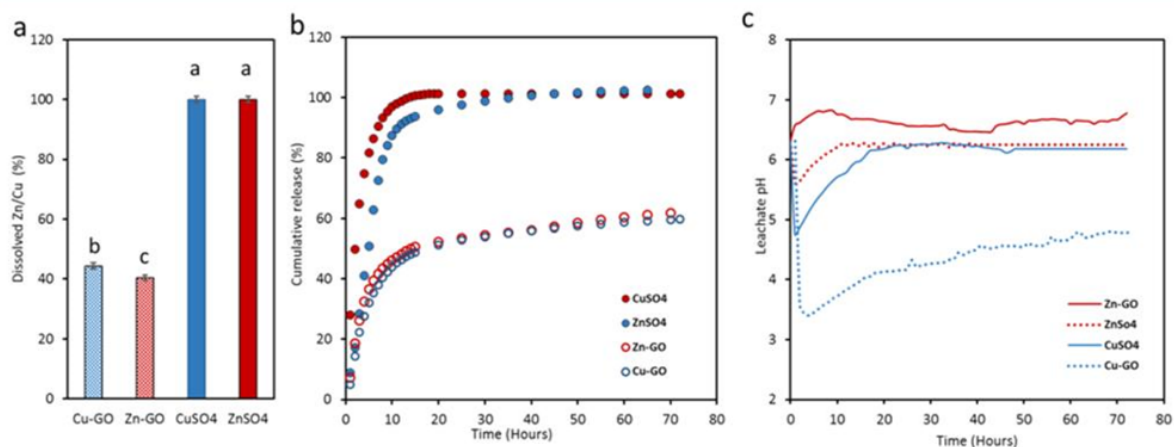 a
120
100
80
60
40
20
0
Dissolved Zn/Cu (%)
b
c
a
a
Cu-GO
Zn-GO
CuSO4
ZnSO4
b
120
100
80
60
40
20
0
Cumulative release (%)
CuSO4
ZnSO4
Zn-GO
Cu-GO
0
10
20
30
40
50
60
70
80
Time (Hours)
c
8
7
6
5
4
3
2
Leachate pH
Zn-GO
ZnSo4
CuSO4
Cu-GO
0
10
20
30
40
50
60
70
80
Time (Hours)